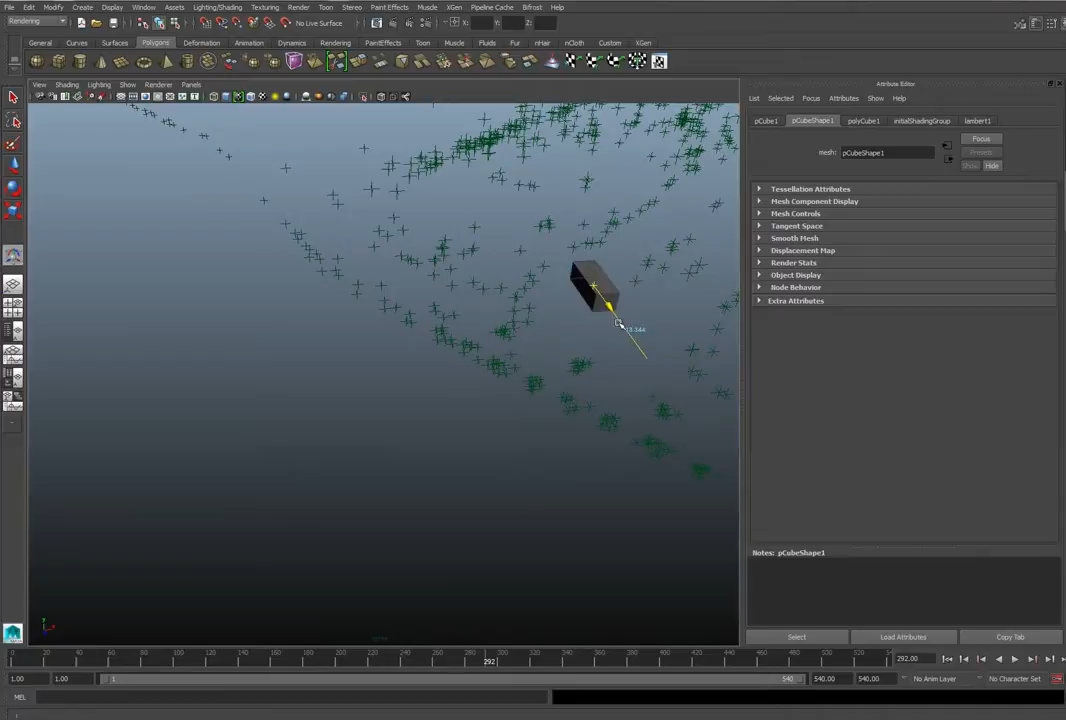 File Edit Modify Create Display Window Assets Lighting/Shading Texturing Render Toon Stereo Paint Effects Muscle XGen Pipeline Cache Bifrost Help
Rendering No Live Surface X: Y: Z:
General Curves Surfaces Polygons Deformation Animation Dynamics Rendering PaintEffects Toon Muscle Fluids Fur nHair nCloth Custom XGen
View Shading Lighting Show Renderer Panels
Attribute Editor
List Selected Focus Attributes Show Help
pCube1 pCubeShape1 polyCube1 initialShadingGroup lambert1
Focus
mesh: pCubeShape1
Presets
Show Hide
Tessellation Attributes
Mesh Component Display
Mesh Controls
Tangent Space
Smooth Mesh
Displacement Map
Render Stats
Object Display
Node Behavior
Extra Attributes
Notes: pCubeShape1
Select Load Attributes Copy Tab
0 20 40 60 80 100 120 140 160 180 200 220 240 260 280 300 320 340 360 380 400 420 440 460 480 500 520
292
292.00
1.00 1.00 1 540 540.00 540.00 No Anim Layer No Character Set
MEL